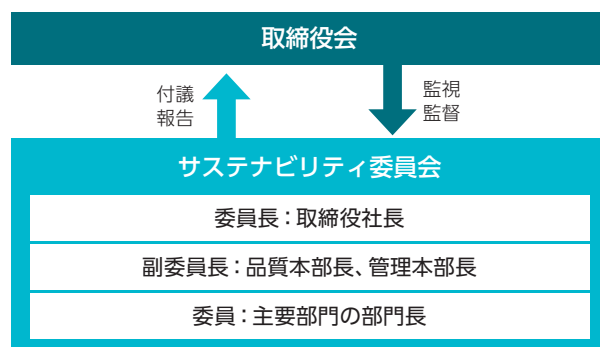 取締役会
付議
報告
監視
監督
サステナビリティ委員会
委員長：取締役社長
副委員長：品質本部長、管理本部長
委員：主要部門の部門長